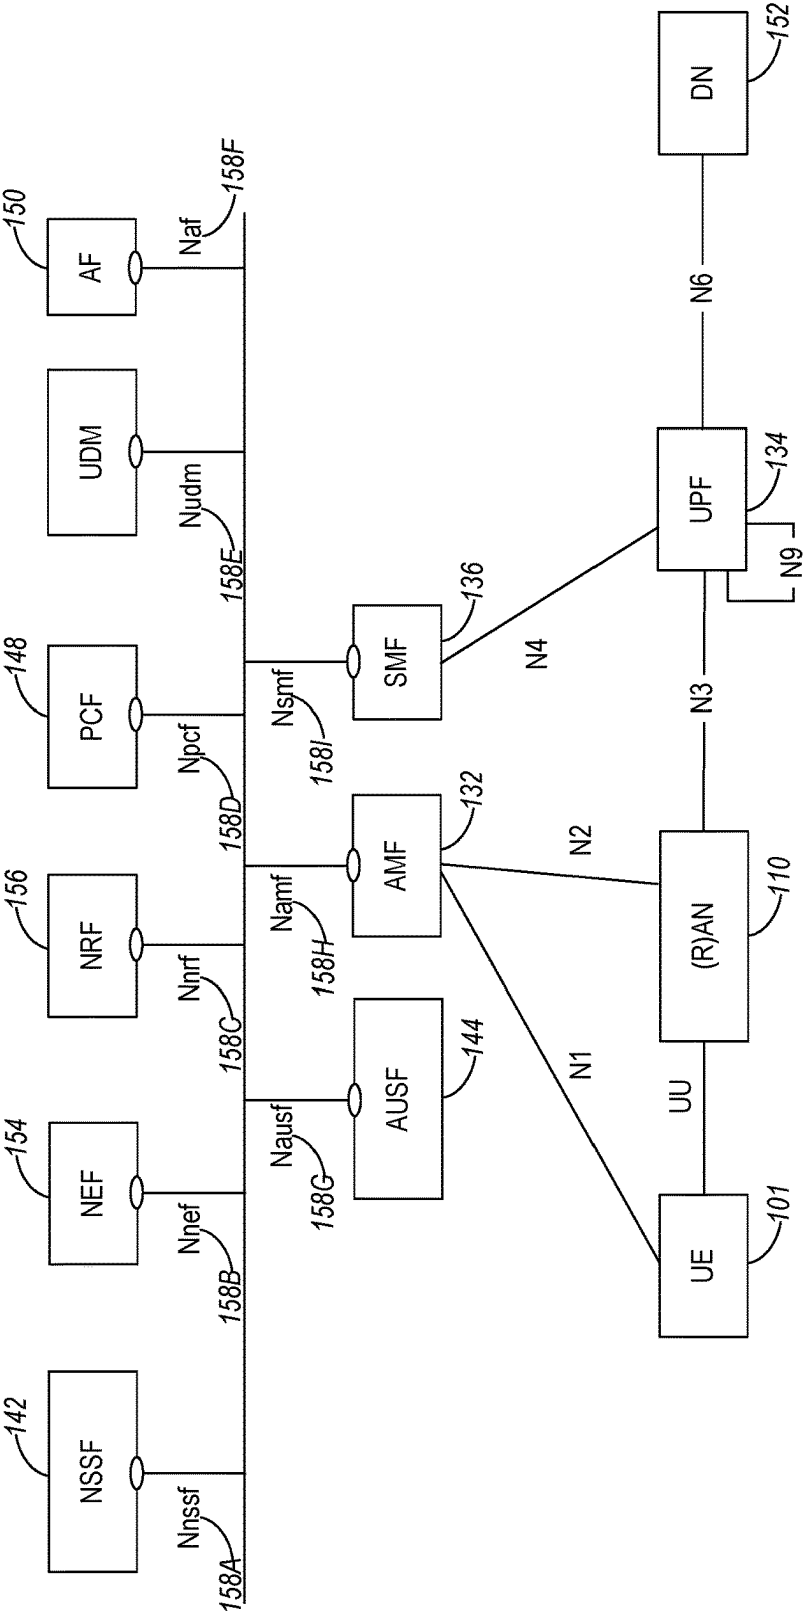 142
154
156
148
150
NSSF
NEF
NRF
PCF
UDM
AF
Nnssf
Nnef
Nnrf
Npcf
Nudm
Naf
158A
158B
158C
158D
158E
158F
Nausf
Namf
Nsmf
158G
158H
158I
AUSF
AMF
SMF
144
132
136
N1
N2
N4
UU
N3
N6
UE
(R)AN
UPF
DN
101
110
134
152
N9